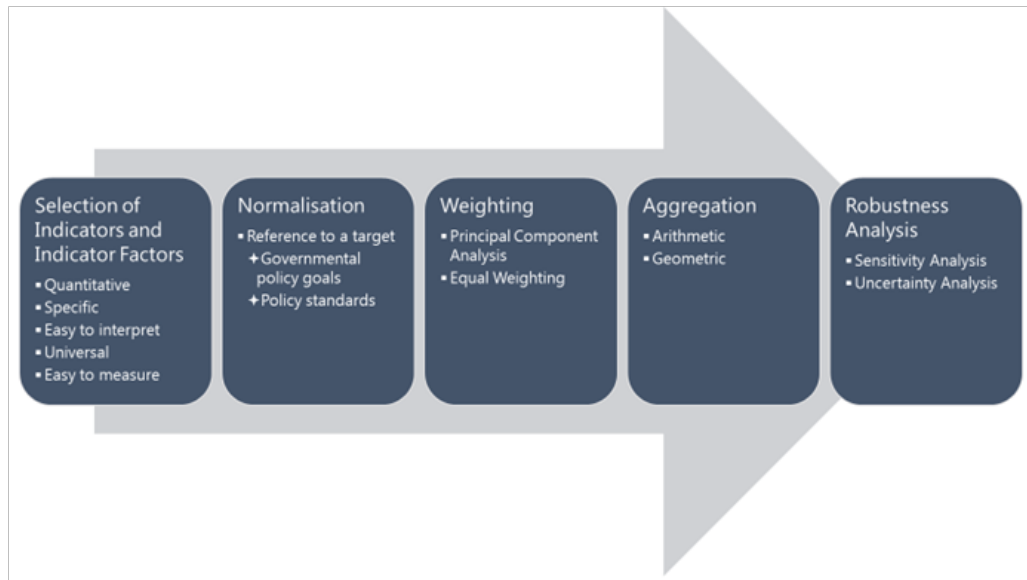 Selection of
Indicators and
Indicator Factors
▪ Quantitative
▪ Specific
▪ Easy to interpret
▪ Universal
▪ Easy to measure
Normalisation
▪ Reference to a target
✦ Governmental
policy goals
✦ Policy standards
Weighting
▪ Principal Component
Analysis
▪ Equal Weighting
Aggregation
▪ Arithmetic
▪ Geometric
Robustness
Analysis
▪ Sensitivity Analysis
▪ Uncertainty Analysis